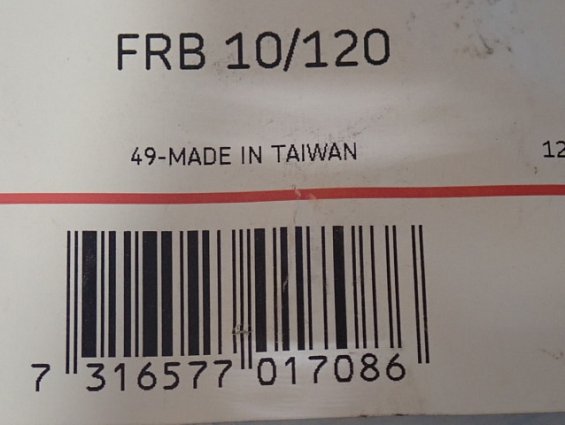 FRB 10/120
49-MADE IN TAIWAN
12
7 316577 017086